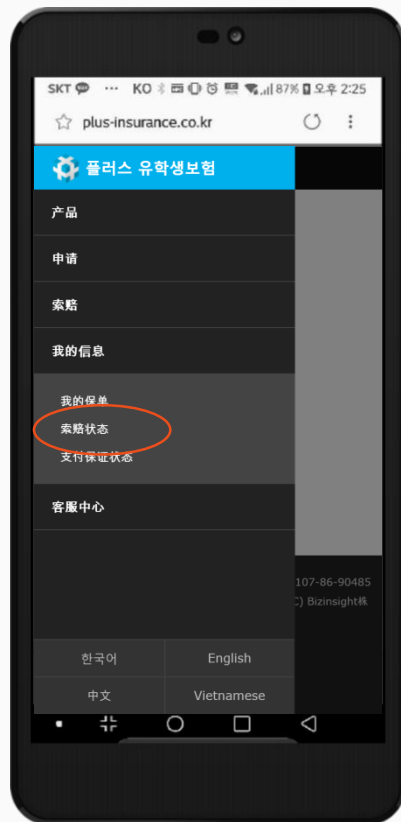 SKT ··· KO 87% 오후 2:25
plus-insurance.co.kr
플러스 유학생보험
产品
申请
索赔
我的信息
我的保单
索赔状态
支付保证状态
客服中心
107-86-90485
C) Bizinsight株
한국어 English
中文 Vietnamese